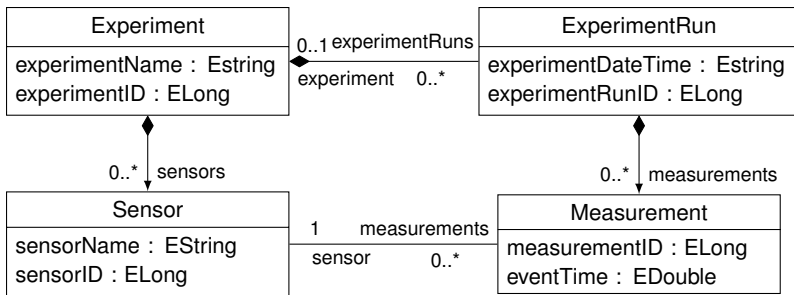 Experiment
experimentName : Estring
experimentID : ELong
0..1 experimentRuns
experiment 0..*
ExperimentRun
experimentDateTime : Estring
experimentRunID : ELong
0..* sensors
0..* measurements
Sensor
sensorName : EString
sensorID : ELong
1 measurements
sensor 0..*
Measurement
measurementID : ELong
eventTime : EDouble